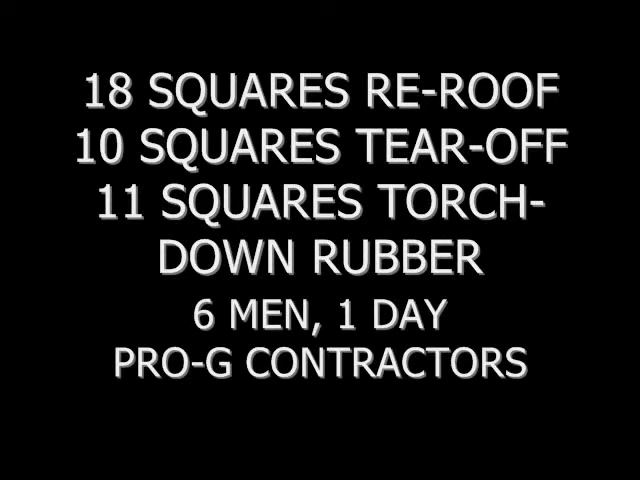 18 SQUARES RE-ROOF
10 SQUARES TEAR-OFF
11 SQUARES TORCH-
DOWN RUBBER
6 MEN, 1 DAY
PRO-G CONTRACTORS